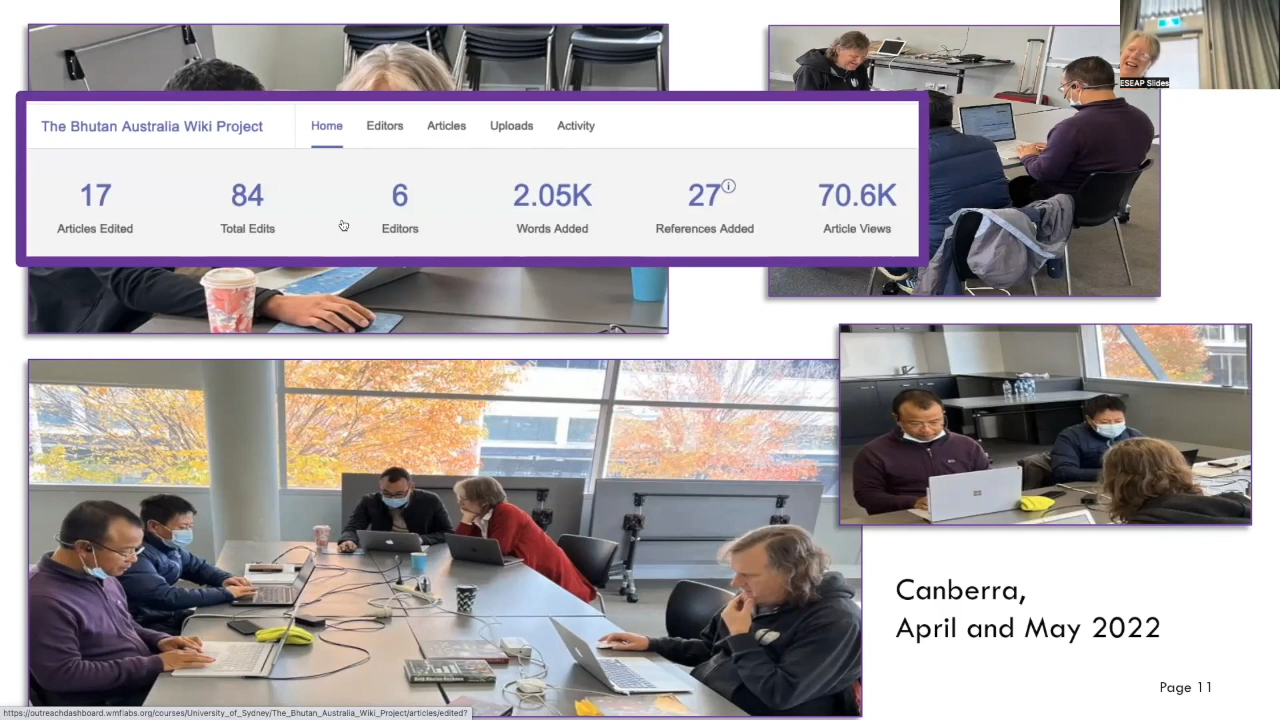 ESEAP Slides
The Bhutan Australia Wiki Project Home Editors Articles Uploads Activity
17 84 6 2.05K 27 70.6K
Articles Edited Total Edits Editors Words Added References Added Article Views
Canberra,
April and May 2022
Page 11
https://outreachdashboard.wmflabs.org/courses/University_of_Sydney/The_Bhutan_Australia_Wiki_Project/articles/edited?